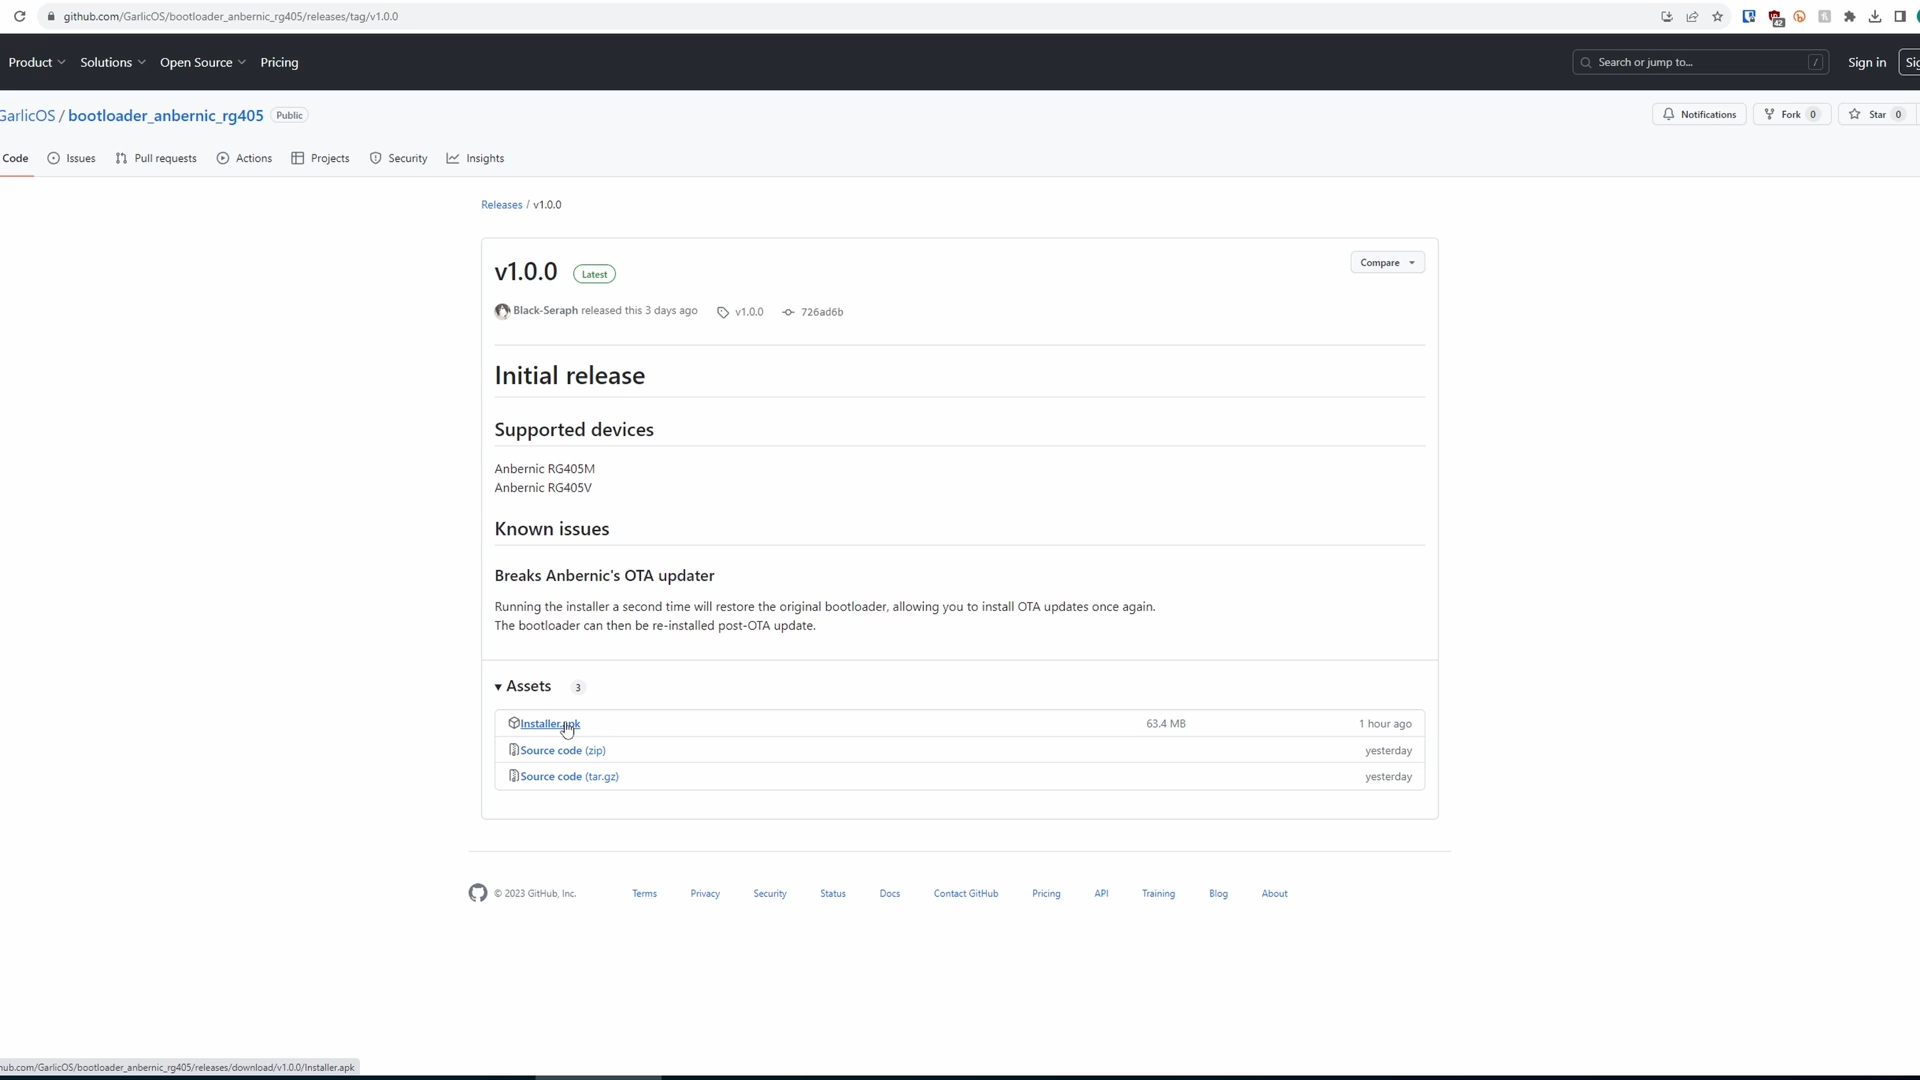 github.com/GarlicOS/bootloader_anbernic_rg405/releases/tag/v1.0.0
42
Product Solutions Open Source Pricing Search or jump to... / Sign in Sig
GarlicOS / bootloader_anbernic_rg405 Public Notifications Fork 0 Star 0
Code Issues Pull requests Actions Projects Security Insights
Releases / v1.0.0
v1.0.0 Latest Compare
Black-Seraph released this 3 days ago v1.0.0 726ad6b
Initial release
Supported devices
Anbernic RG405M
Anbernic RG405V
Known issues
Breaks Anbernic's OTA updater
Running the installer a second time will restore the original bootloader, allowing you to install OTA updates once again.
The bootloader can then be re-installed post-OTA update.
Assets 3
Installer.apk 63.4 MB 1 hour ago
Source code (zip) yesterday
Source code (tar.gz) yesterday
© 2023 GitHub, Inc. Terms Privacy Security Status Docs Contact GitHub Pricing API Training Blog About
hub.com/GarlicOS/bootloader_anbernic_rg405/releases/download/v1.0.0/Installer.apk